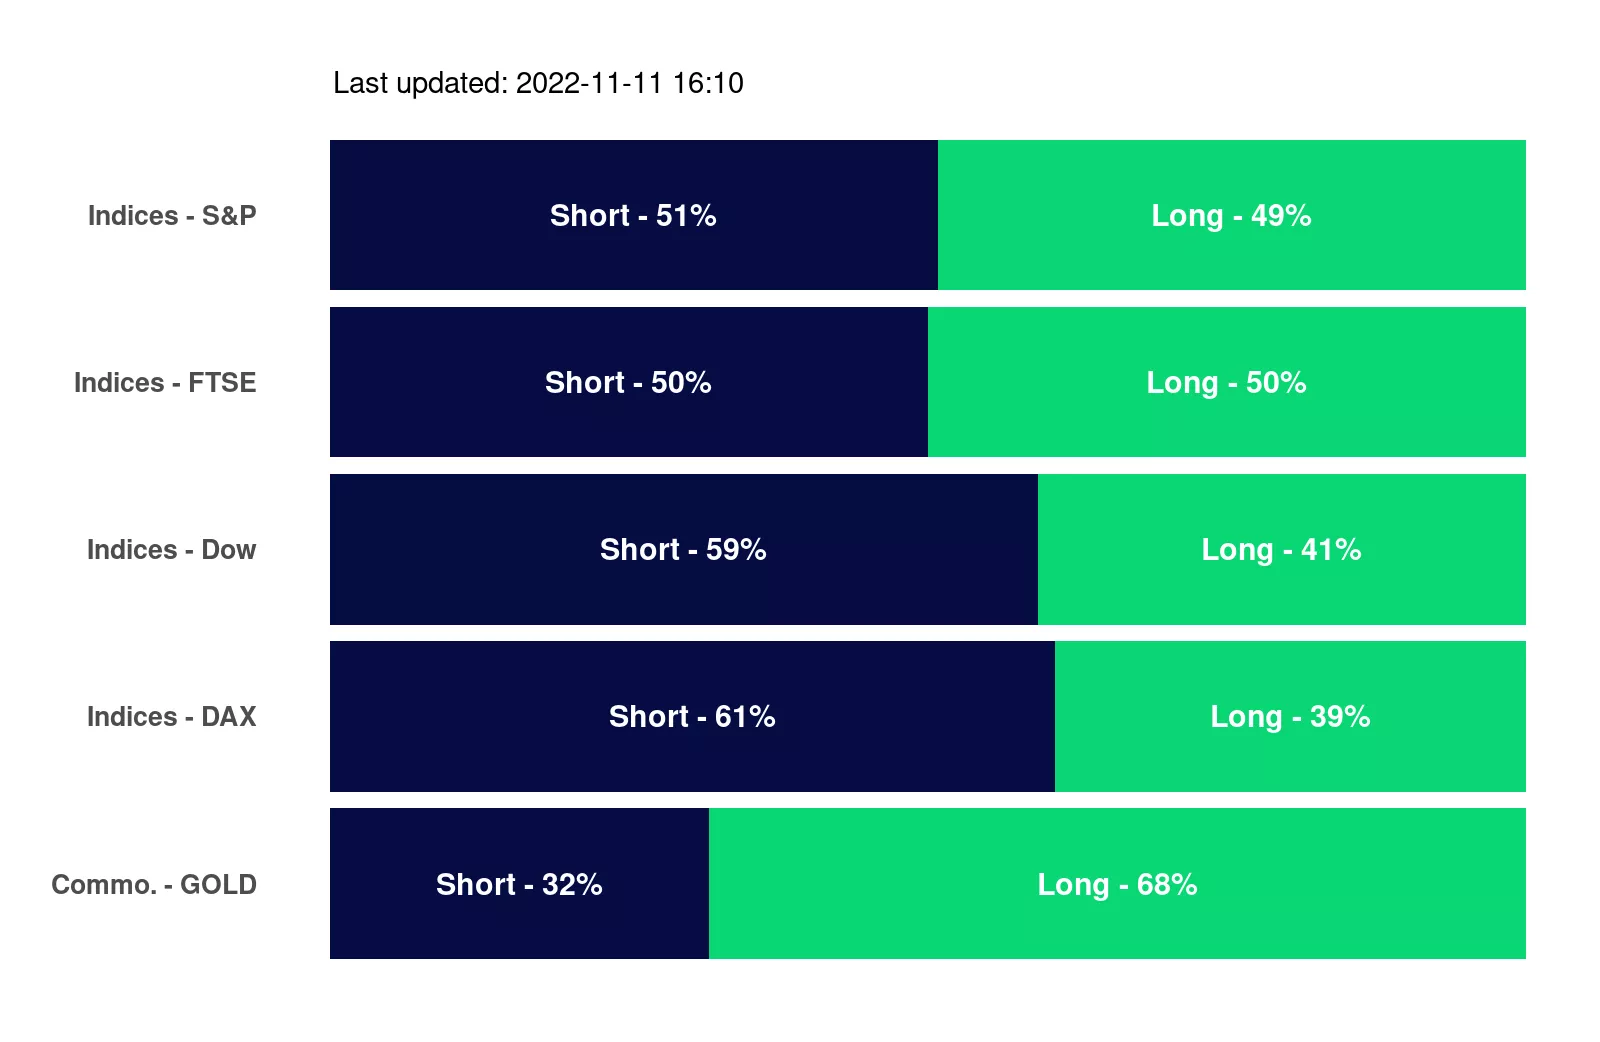 Last updated: 2022-11-11 16:10
Indices - S&P Short - 51% Long - 49%
Indices - FTSE Short - 50% Long - 50%
Indices - Dow Short - 59% Long - 41%
Indices - DAX Short - 61% Long - 39%
Commo. - GOLD Short - 32% Long - 68%